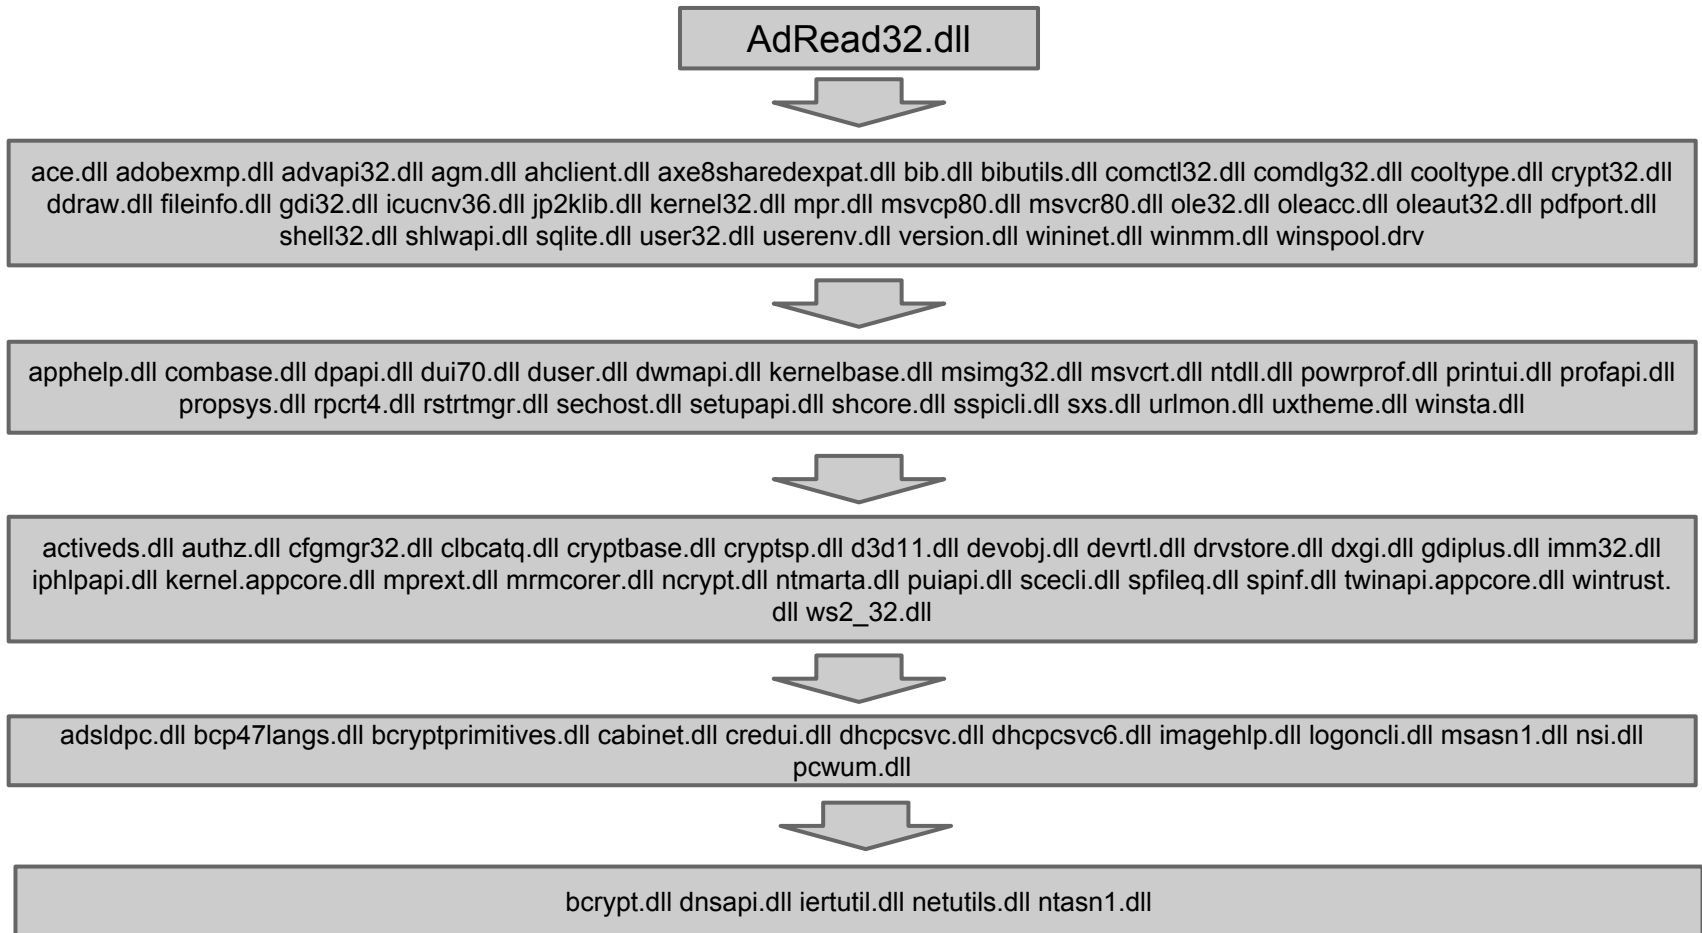 AdRead32.dll
ace.dll adobexmp.dll advapi32.dll agm.dll ahclient.dll axe8sharedexpat.dll bib.dll bibutils.dll comctl32.dll comdlg32.dll cooltype.dll crypt32.dll
ddraw.dll fileinfo.dll gdi32.dll icucnv36.dll jp2klib.dll kernel32.dll mpr.dll msvcp80.dll msvcr80.dll ole32.dll oleacc.dll oleaut32.dll pdfport.dll
shell32.dll shlwapi.dll sqlite.dll user32.dll userenv.dll version.dll wininet.dll winmm.dll winspool.drv
apphelp.dll combase.dll dpapi.dll dui70.dll duser.dll dwmapi.dll kernelbase.dll msimg32.dll msvcrt.dll ntdll.dll powrprof.dll printui.dll profapi.dll
propsys.dll rpcrt4.dll rstrtmgr.dll sechost.dll setupapi.dll shcore.dll sspicli.dll sxs.dll urlmon.dll uxtheme.dll winsta.dll
activeds.dll authz.dll cfgmgr32.dll clbcatq.dll cryptbase.dll cryptsp.dll d3d11.dll devobj.dll devrtl.dll drvstore.dll dxgi.dll gdiplus.dll imm32.dll
iphlpapi.dll kernel.appcore.dll mprext.dll mrmcorer.dll ncrypt.dll ntmarta.dll puiapi.dll scecli.dll spfileq.dll spinf.dll twinapi.appcore.dll wintrust.
dll ws2_32.dll
adsldpc.dll bcp47langs.dll bcryptprimitives.dll cabinet.dll credui.dll dhcpcsvc.dll dhcpcsvc6.dll imagehlp.dll logoncli.dll msasn1.dll nsi.dll
pcwum.dll
bcrypt.dll dnsapi.dll iertutil.dll netutils.dll ntasn1.dll